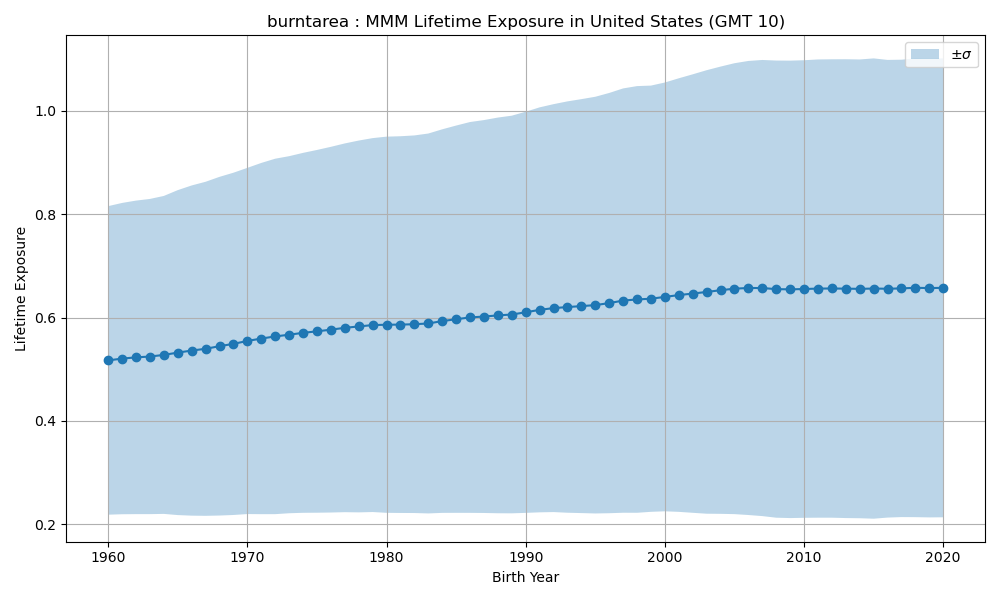 burntarea : MMM Lifetime Exposure in United States (GMT 10)
±σ
Lifetime Exposure
1.0
0.8
0.6
0.4
0.2
1960 1970 1980 1990 2000 2010 2020
Birth Year